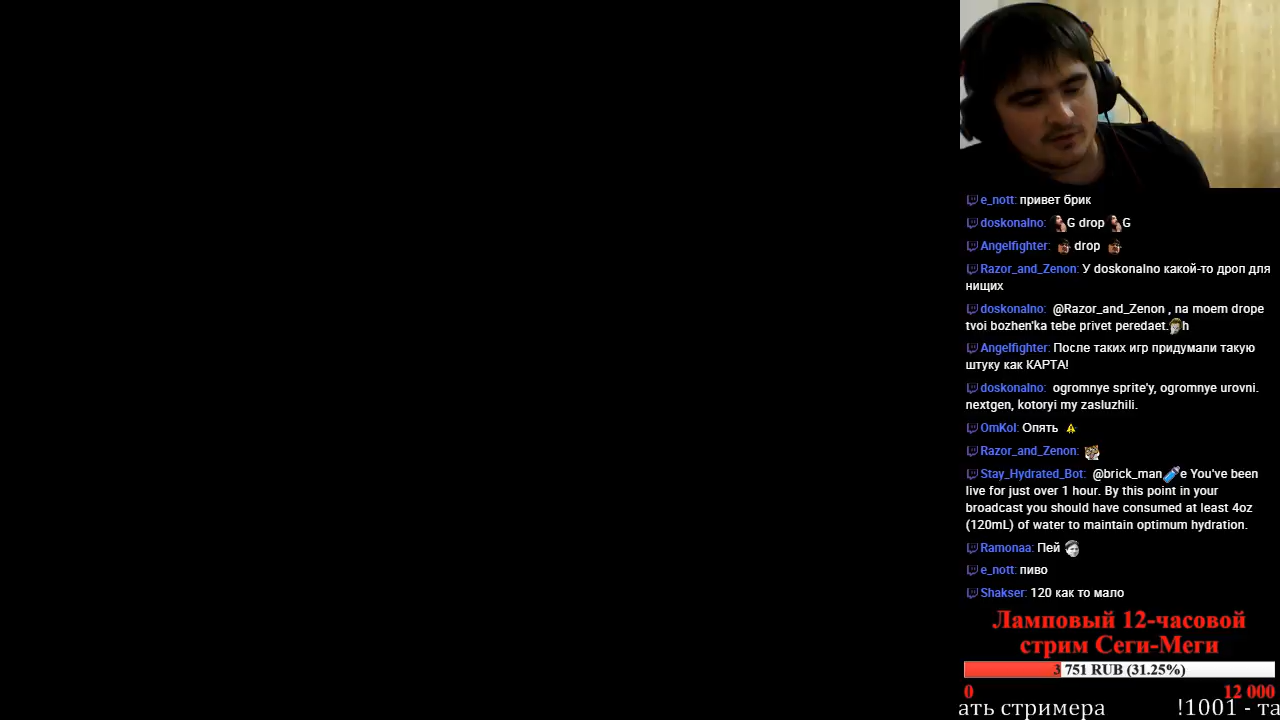 e_nott: привет брик
doskonalno: G drop G
Angelfighter: drop
Razor_and_Zenon: У doskonalno какой-то дроп для
нищих
doskonalno: @Razor_and_Zenon , na moem drope
tvoi bozhen'ka tebe privet peredaet. h
Angelfighter: После таких игр придумали такую
штуку как КАРТА!
doskonalno: ogromnye sprite'y, ogromnye urovni.
nextgen, kotoryi my zasluzhili.
OmKol: Опять
Razor_and_Zenon:
Stay_Hydrated_Bot: @brick_man e You've been
live for just over 1 hour. By this point in your
broadcast you should have consumed at least 4oz
(120mL) of water to maintain optimum hydration.
Ramonaa: Пей
e_nott: пиво
Shakser: 120 как то мало
Ламповый 12-часовой
стрим Сеги-Меги
3 751 RUB (31.25%)
0 12 000
ать стримера !1001 - та